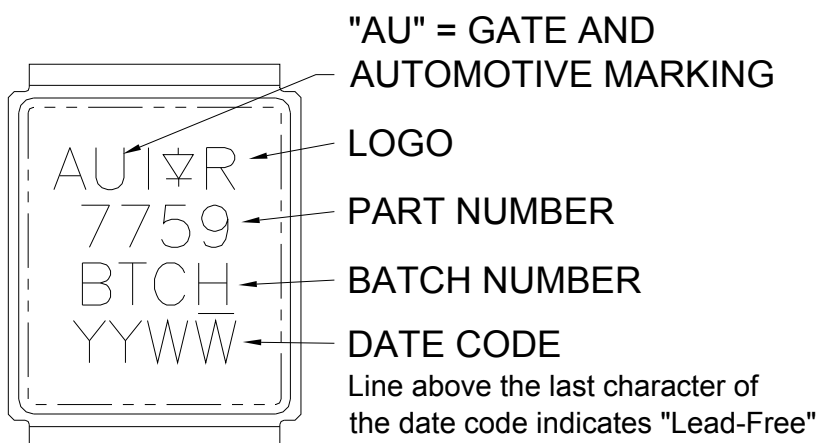 "AU" = GATE AND
AUTOMOTIVE MARKING
AUI R
LOGO
7759
PART NUMBER
BTCH
BATCH NUMBER
YYWW
DATE CODE
Line above the last character of
the date code indicates "Lead-Free"